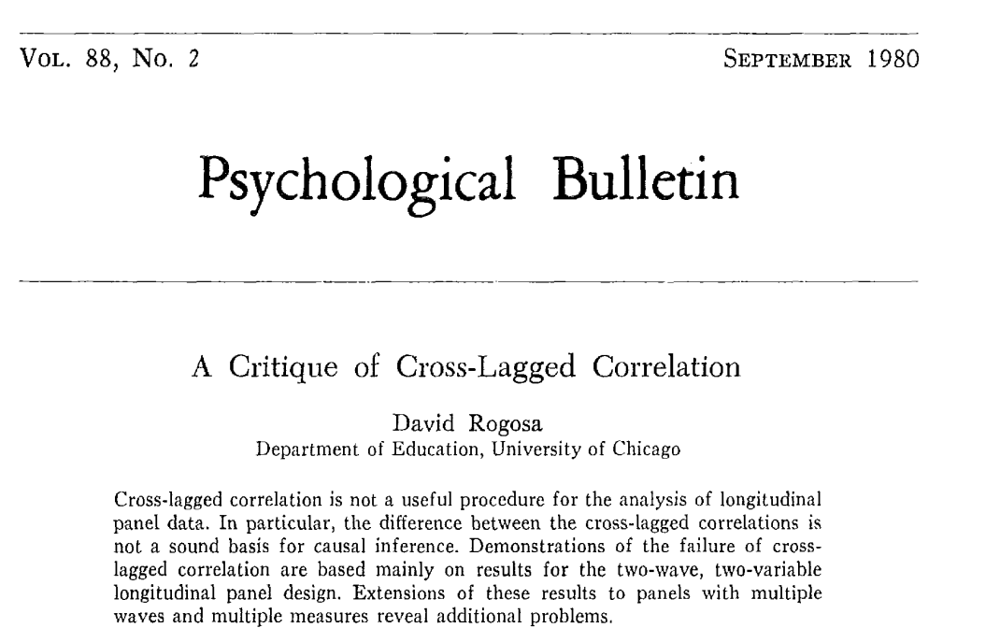 VOL. 88, NO. 2
SEPTEMBER 1980
Psychological Bulletin
A Critique of Cross-Lagged Correlation
David Rogosa
Department of Education, University of Chicago
Cross-lagged correlation is not a useful procedure for the analysis of longitudinal
panel data. In particular, the difference between the cross-lagged correlations is
not a sound basis for causal inference. Demonstrations of the failure of cross-
lagged correlation are based mainly on results for the two-wave, two-variable
longitudinal panel design. Extensions of these results to panels with multiple
waves and multiple measures reveal additional problems.